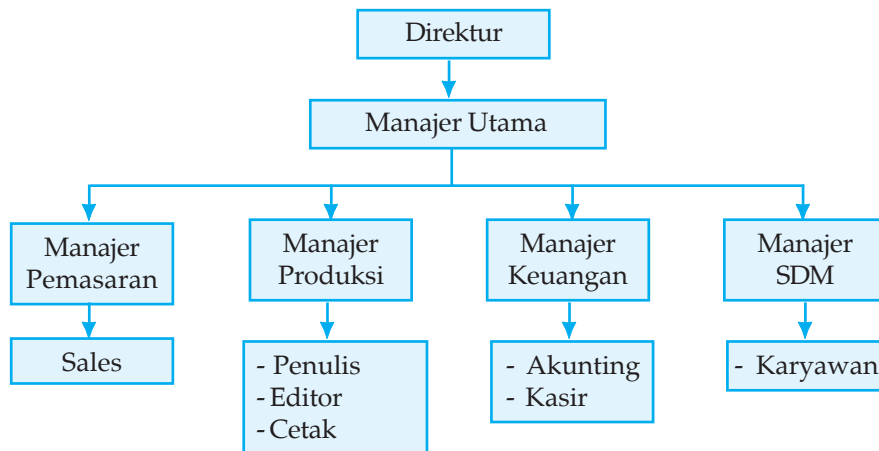 Direktur
Manajer Utama
Manajer
Pemasaran
Manajer
Produksi
Manajer
Keuangan
Manajer
SDM
Sales
- Penulis
- Editor
- Cetak
- Akunting
- Kasir
- Karyawan